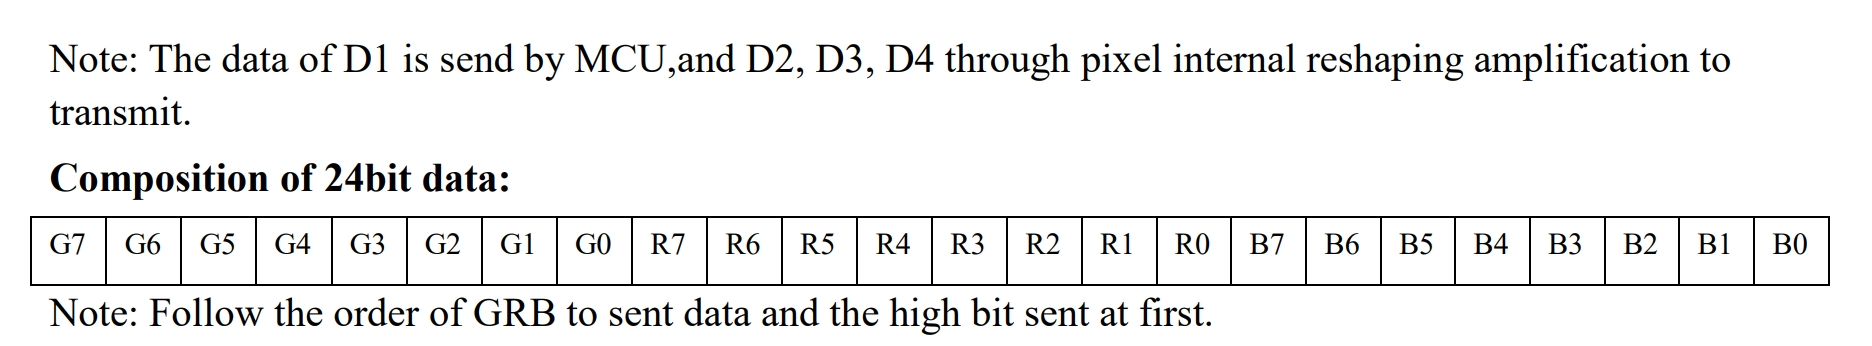 Note: The data of D1 is send by MCU,and D2, D3, D4 through pixel internal reshaping amplification to
transmit.
Composition of 24bit data:
G7 G6 G5 G4 G3 G2 G1 G0 R7 R6 R5 R4 R3 R2 R1 R0 B7 B6 B5 B4 B3 B2 B1 B0
Note: Follow the order of GRB to sent data and the high bit sent at first.